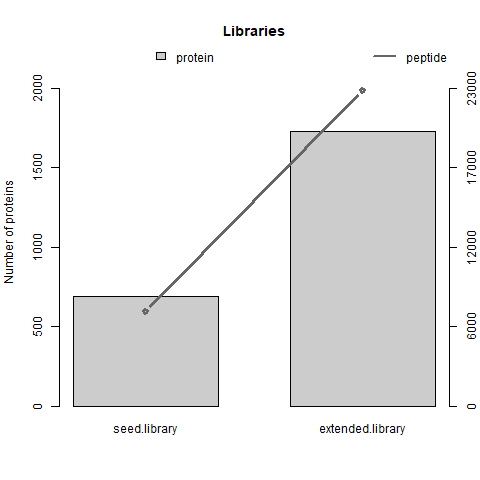 Libraries
protein
peptide
Number of proteins
2000
1500
1000
500
0
23000
17000
12000
6000
0
seed.library
extended.library